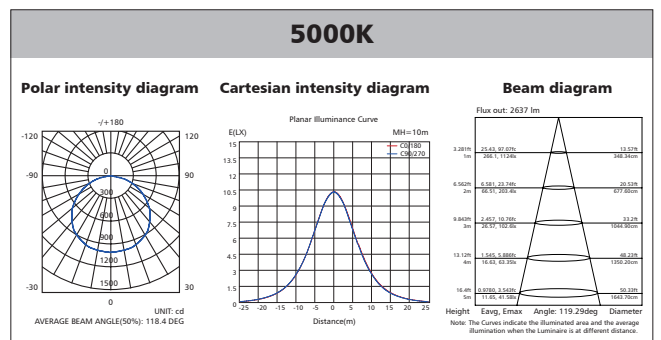 5000K
Polar intensity diagram
Cartesian intensity diagram
Beam diagram
-/+180
-120
120
-90
90
-30
30
0
0
300
600
900
1200
1500
UNIT: cd
AVERAGE BEAM ANGLE(50%): 118.4 DEG
Planar Illuminance Curve
E(LX)
MH=10m
C0/180
C90/270
15
13.5
12
10.5
9
7.5
6
4.5
3
1.5
0
-25 -20 -15 -10 -5 0 5 10 15 20 25
Distance(m)
Flux out: 2637 lm
3.281ft 25.43, 97.07fc 13.57ft
1m 266.1, 1124lx 348.34cm
6.562ft 6.581, 23.74fc 20.53ft
2m 66.51, 203.4lx 677.60cm
9.842ft 2.457, 10.76fc 33.2ft
3m 26.57, 102.6lx 1044.90cm
13.12ft 1.545, 5.886fc 48.23ft
4m 16.63, 63.35lx 1350.20cm
16.4ft 0.9780, 3.543fc 50.33ft
5m 11.65, 41.58lx 1643.70cm
Height Eavg, Emax Angle: 119.29deg Diameter
Note: The Curves indicate the illuminated area and the average
illumination when the Luminaire is at different distance.